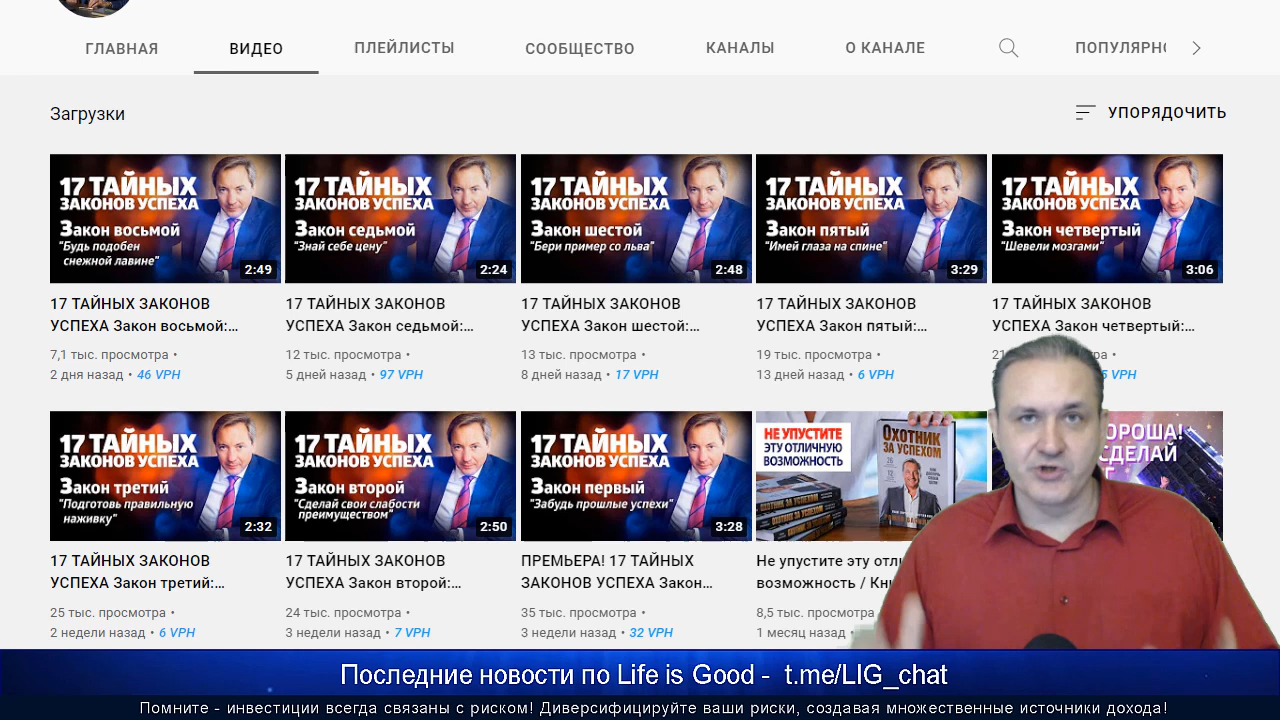 ГЛАВНАЯ ВИДЕО ПЛЕЙЛИСТЫ СООБЩЕСТВО КАНАЛЫ О КАНАЛЕ
Загрузки УПОРЯДОЧИТЬ
17 ТАЙНЫХ
ЗАКОНОВ УСПЕХА
Закон восьмой
"Будь подобен
снежной лавине"
2:49
17 ТАЙНЫХ
ЗАКОНОВ УСПЕХА
Закон седьмой
"Знай себе цену"
2:24
17 ТАЙНЫХ
ЗАКОНОВ УСПЕХА
Закон шестой
"Бери пример со льва"
2:48
17 ТАЙНЫХ
ЗАКОНОВ УСПЕХА
Закон пятый
"Имей глаза на спине"
3:29
17 ТАЙНЫХ
ЗАКОНОВ УСПЕХА
Закон четвертый
"Шевели мозгами"
3:06
17 ТАЙНЫХ ЗАКОНОВ
УСПЕХА Закон восьмой:...
7,1 тыс. просмотра •
2 дня назад • 46 VPH
17 ТАЙНЫХ ЗАКОНОВ
УСПЕХА Закон седьмой:...
12 тыс. просмотра •
5 дней назад • 97 VPH
17 ТАЙНЫХ ЗАКОНОВ
УСПЕХА Закон шестой:...
13 тыс. просмотра •
8 дней назад • 17 VPH
17 ТАЙНЫХ ЗАКОНОВ
УСПЕХА Закон пятый:...
19 тыс. просмотра •
13 дней назад • 6 VPH
17 ТАЙНЫХ ЗАКОНОВ
УСПЕХА Закон четвертый:...
VPH
17 ТАЙНЫХ
ЗАКОНОВ УСПЕХА
Закон третий
"Подготовь правильную
наживку"
2:32
17 ТАЙНЫХ
ЗАКОНОВ УСПЕХА
Закон второй
"Сделай свои слабости
преимуществом"
2:50
17 ТАЙНЫХ
ЗАКОНОВ УСПЕХА
Закон первый
"Забудь прошлые успехи"
3:28
НЕ УПУСТИТЕ
ЭТУ ОТЛИЧНУЮ
ВОЗМОЖНОСТЬ
ОХОТНИК
ЗА УСПЕХОМ
17 ТАЙНЫХ ЗАКОНОВ
УСПЕХА Закон третий:...
25 тыс. просмотра •
2 недели назад • 6 VPH
17 ТАЙНЫХ ЗАКОНОВ
УСПЕХА Закон второй:...
24 тыс. просмотра •
3 недели назад • 7 VPH
ПРЕМЬЕРА! 17 ТАЙНЫХ
ЗАКОНОВ УСПЕХА Закон...
35 тыс. просмотра •
3 недели назад • 32 VPH
Не упустите эту
возможность /
8,5 тыс. просмотра
1 месяц назад •
Последние новости по Life is Good - t.me/LIG_chat
Помните - инвестиции всегда связаны с риском! Диверсифицируйте ваши риски, создавая множественные источники дохода!